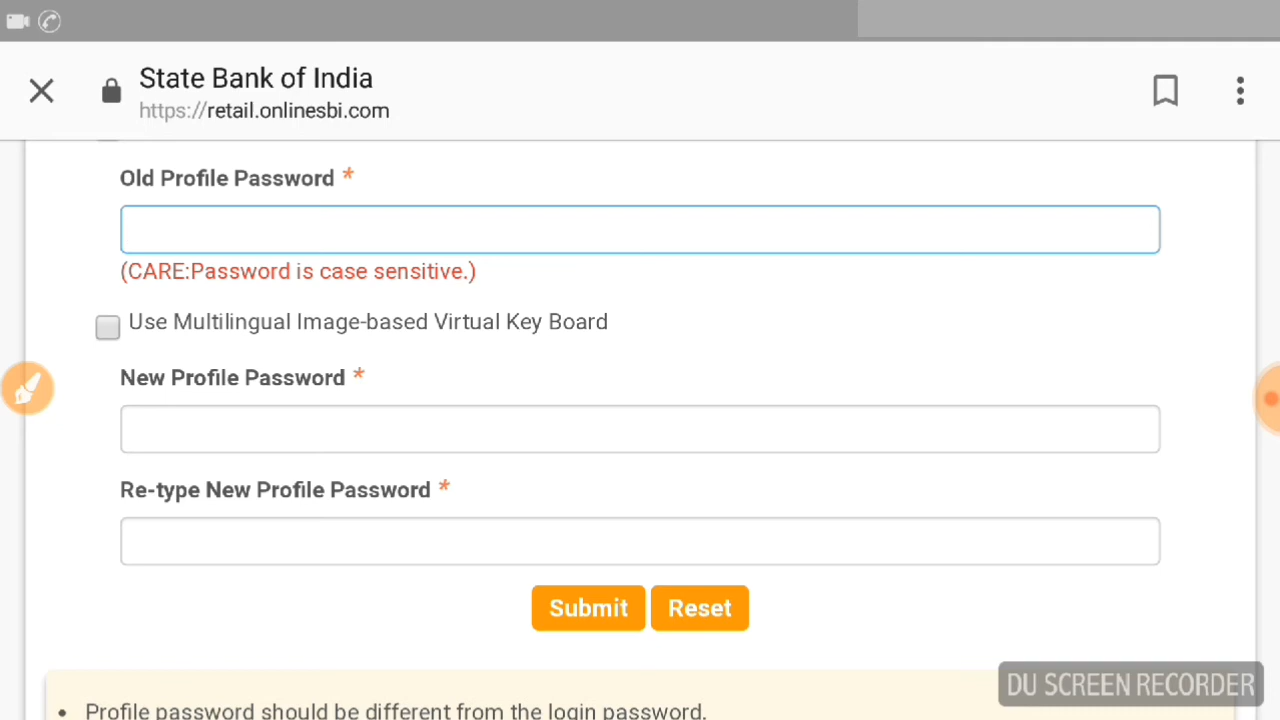 State Bank of India
https://retail.onlinesbi.com
Old Profile Password *
(CARE:Password is case sensitive.)
Use Multilingual Image-based Virtual Key Board
New Profile Password *
Re-type New Profile Password *
Submit Reset
DU SCREEN RECORDER
• Profile password should be different from the login password.